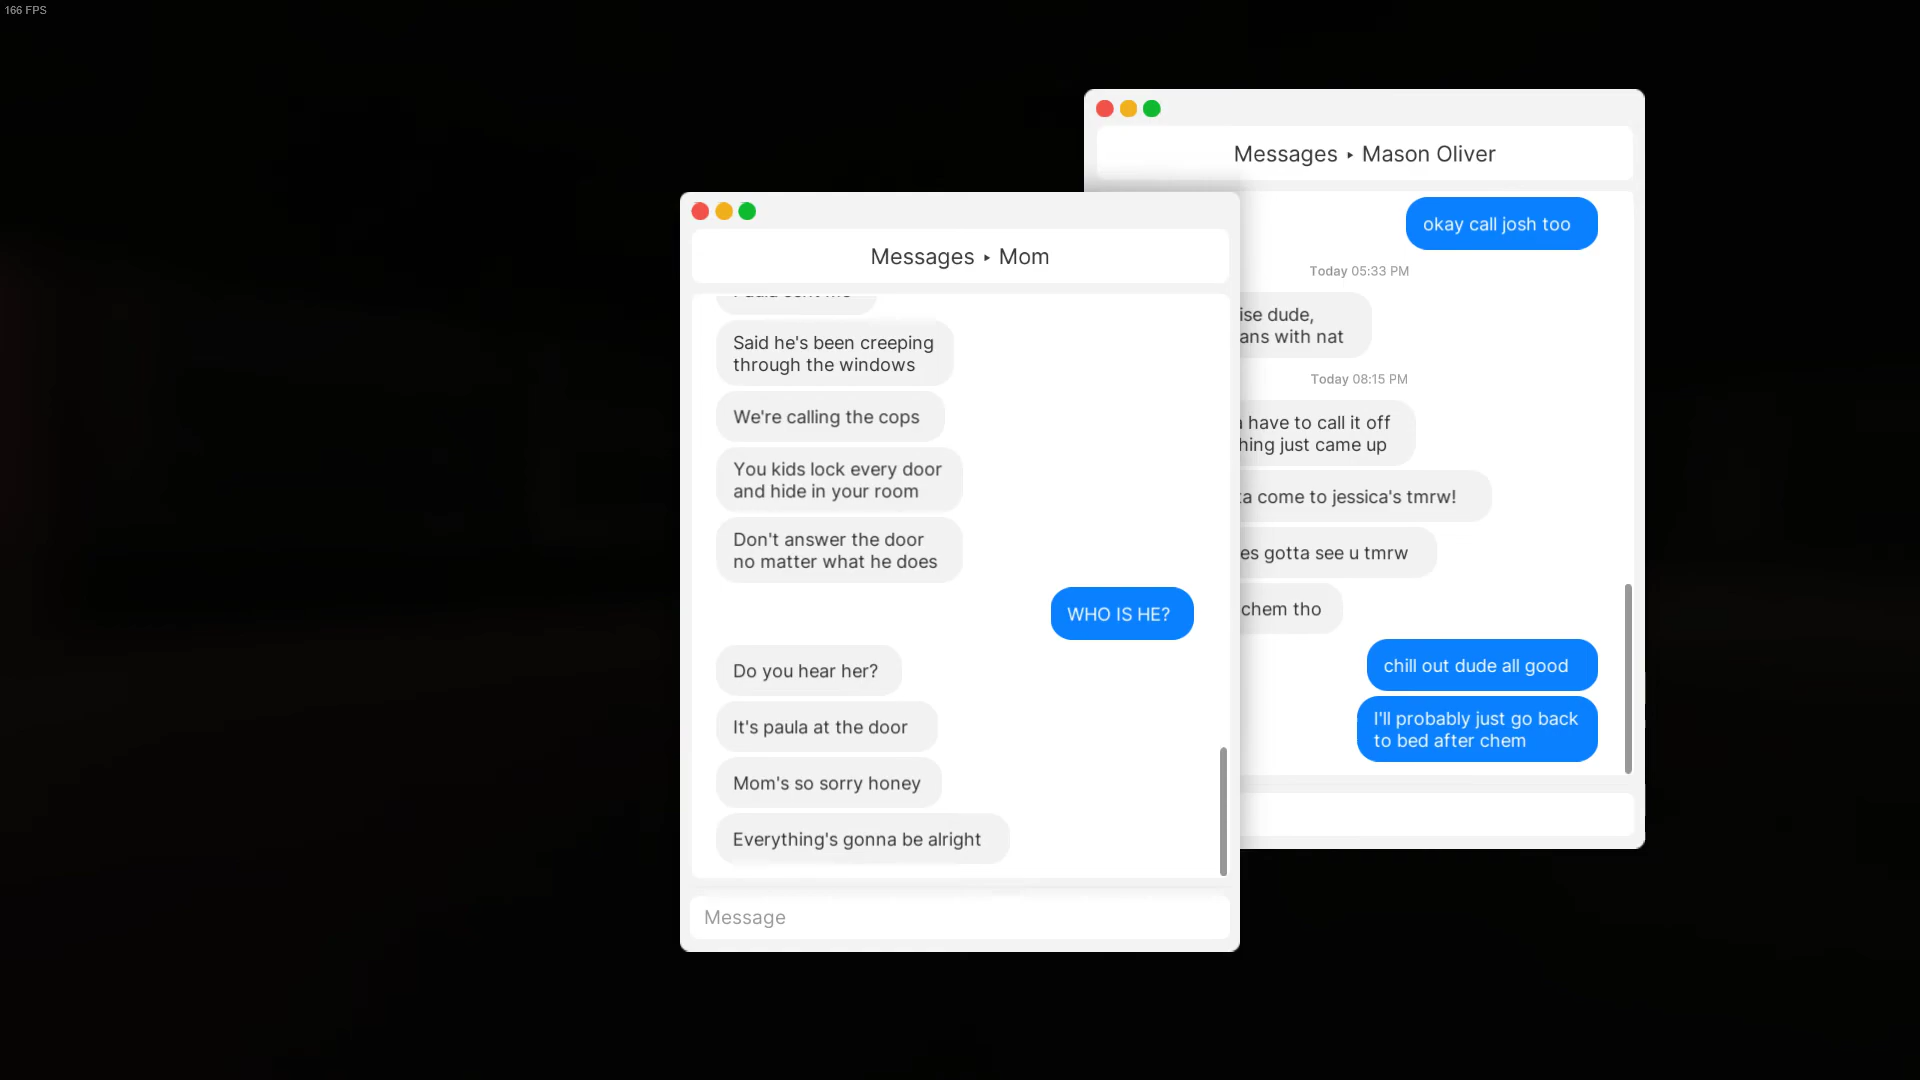 166 FPS
Messages ▸ Mom
Said he's been creeping
through the windows
We're calling the cops
You kids lock every door
and hide in your room
Don't answer the door
no matter what he does
WHO IS HE?
Do you hear her?
It's paula at the door
Mom's so sorry honey
Everything's gonna be alright
Message
Messages ▸ Mason Oliver
okay call josh too
Today 05:33 PM
dude,
with nat
Today 08:15 PM
have to call it off
just came up
come to jessica's tmrw!
gotta see u tmrw
chem tho
chill out dude all good
I'll probably just go back
to bed after chem